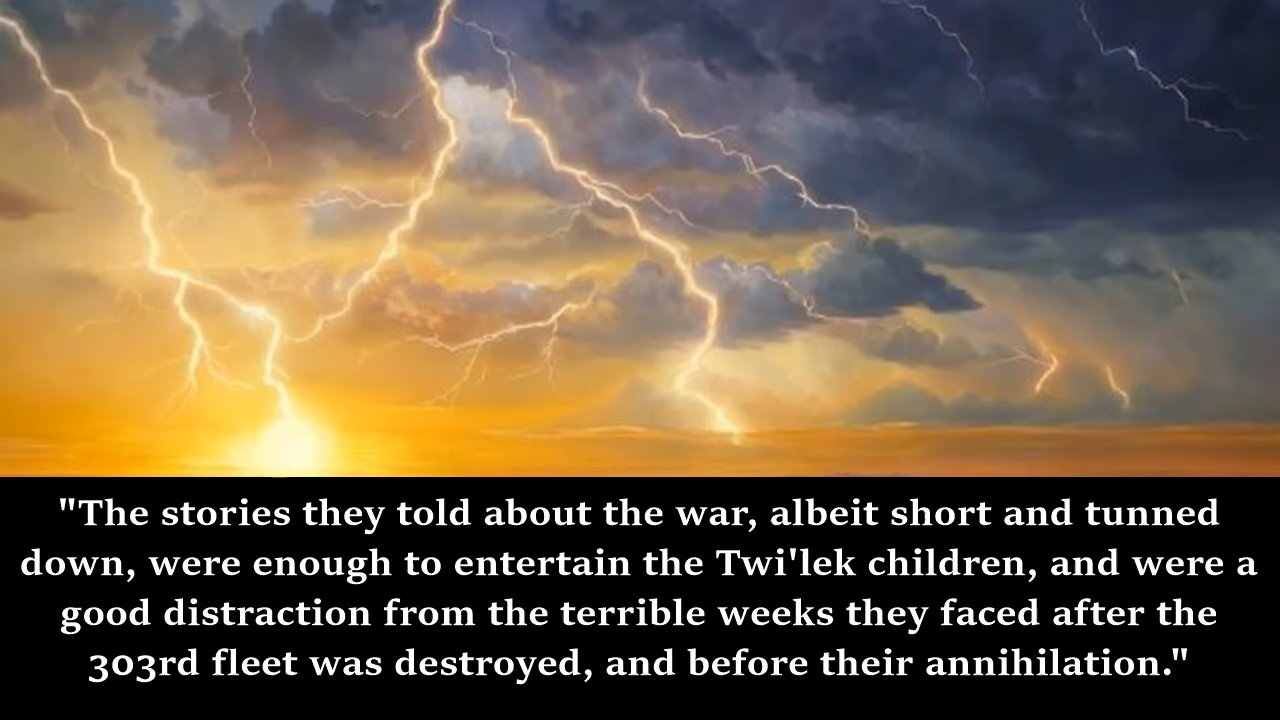 "The stories they told about the war, albeit short and tunned
down, were enough to entertain the Twi'lek children, and were a
good distraction from the terrible weeks they faced after the
303rd fleet was destroyed, and before their annihilation."